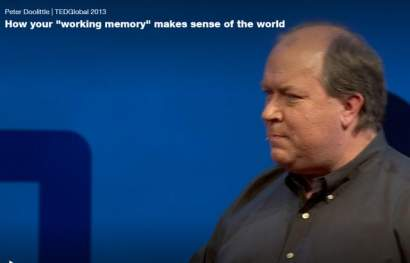 Peter Doolittle | TEDGlobal 2013
How your "working memory" makes sense of the world